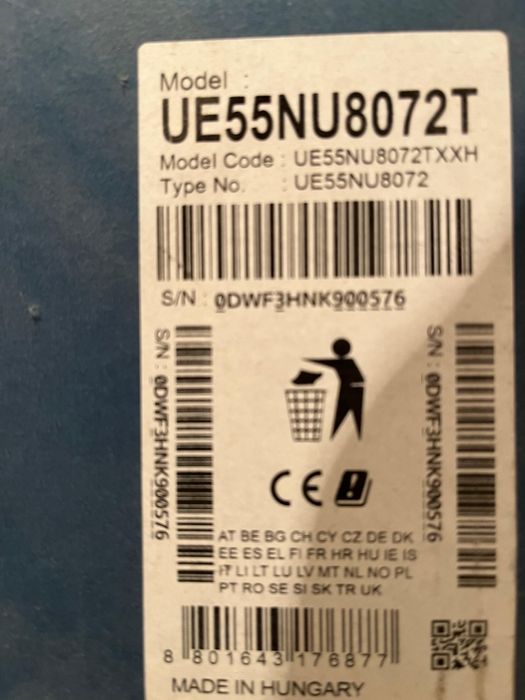 Model :
UE55NU8072T
Model Code : UE55NU8072TXXH
Type No. : UE55NU8072
S/N : 0DWF3HNK900576
S/N : 0DWF3HNK900576
S/N : 0DWF3HNK900576
CE
AT BE BG CH CY CZ DE DK
EE ES EL FI FR HR HU IE IS
IT LI LT LU LV MT NL NO PL
PT RO SE SI SK TR UK
8 801643 176877
MADE IN HUNGARY